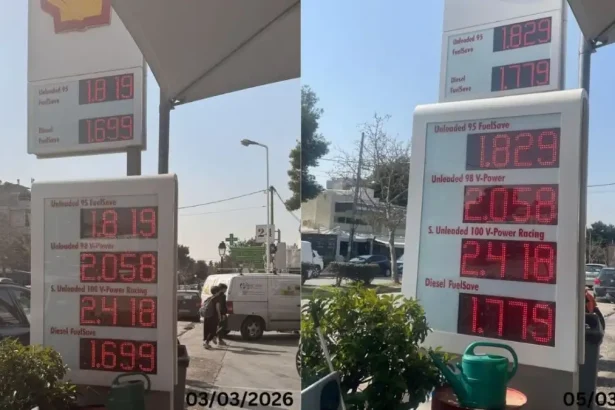 Unleaded 95
FuelSave
1.819
Diesel
FuelSave
1.699
Unleaded 95 FuelSave
1.819
Unleaded 98 V-Power
2.058
S. Unleaded 100 V-Power Racing
2.418
Diesel FuelSave
1.699
03/03/2026
Unleaded 95
FuelSave
1.829
Diesel
FuelSave
1.779
Unleaded 95 FuelSave
1.829
Unleaded 98 V-Power
2.058
S. Unleaded 100 V-Power Racing
2.418
Diesel FuelSave
1.779
05/03